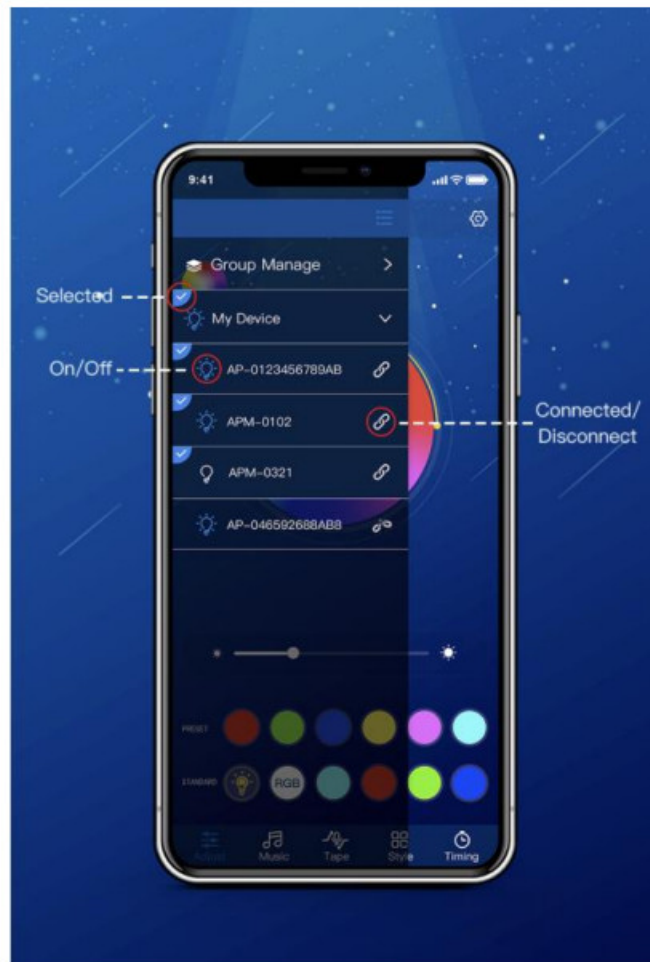 9:41
Group Manage
Selected
My Device
On/Off
AP-0123456789AB
APM-0102
Connected/
Disconnect
APM-0321
AP-046592688AB8
PRESET
STANDARD
RGB
Adjust
Music
Tape
Style
Timing